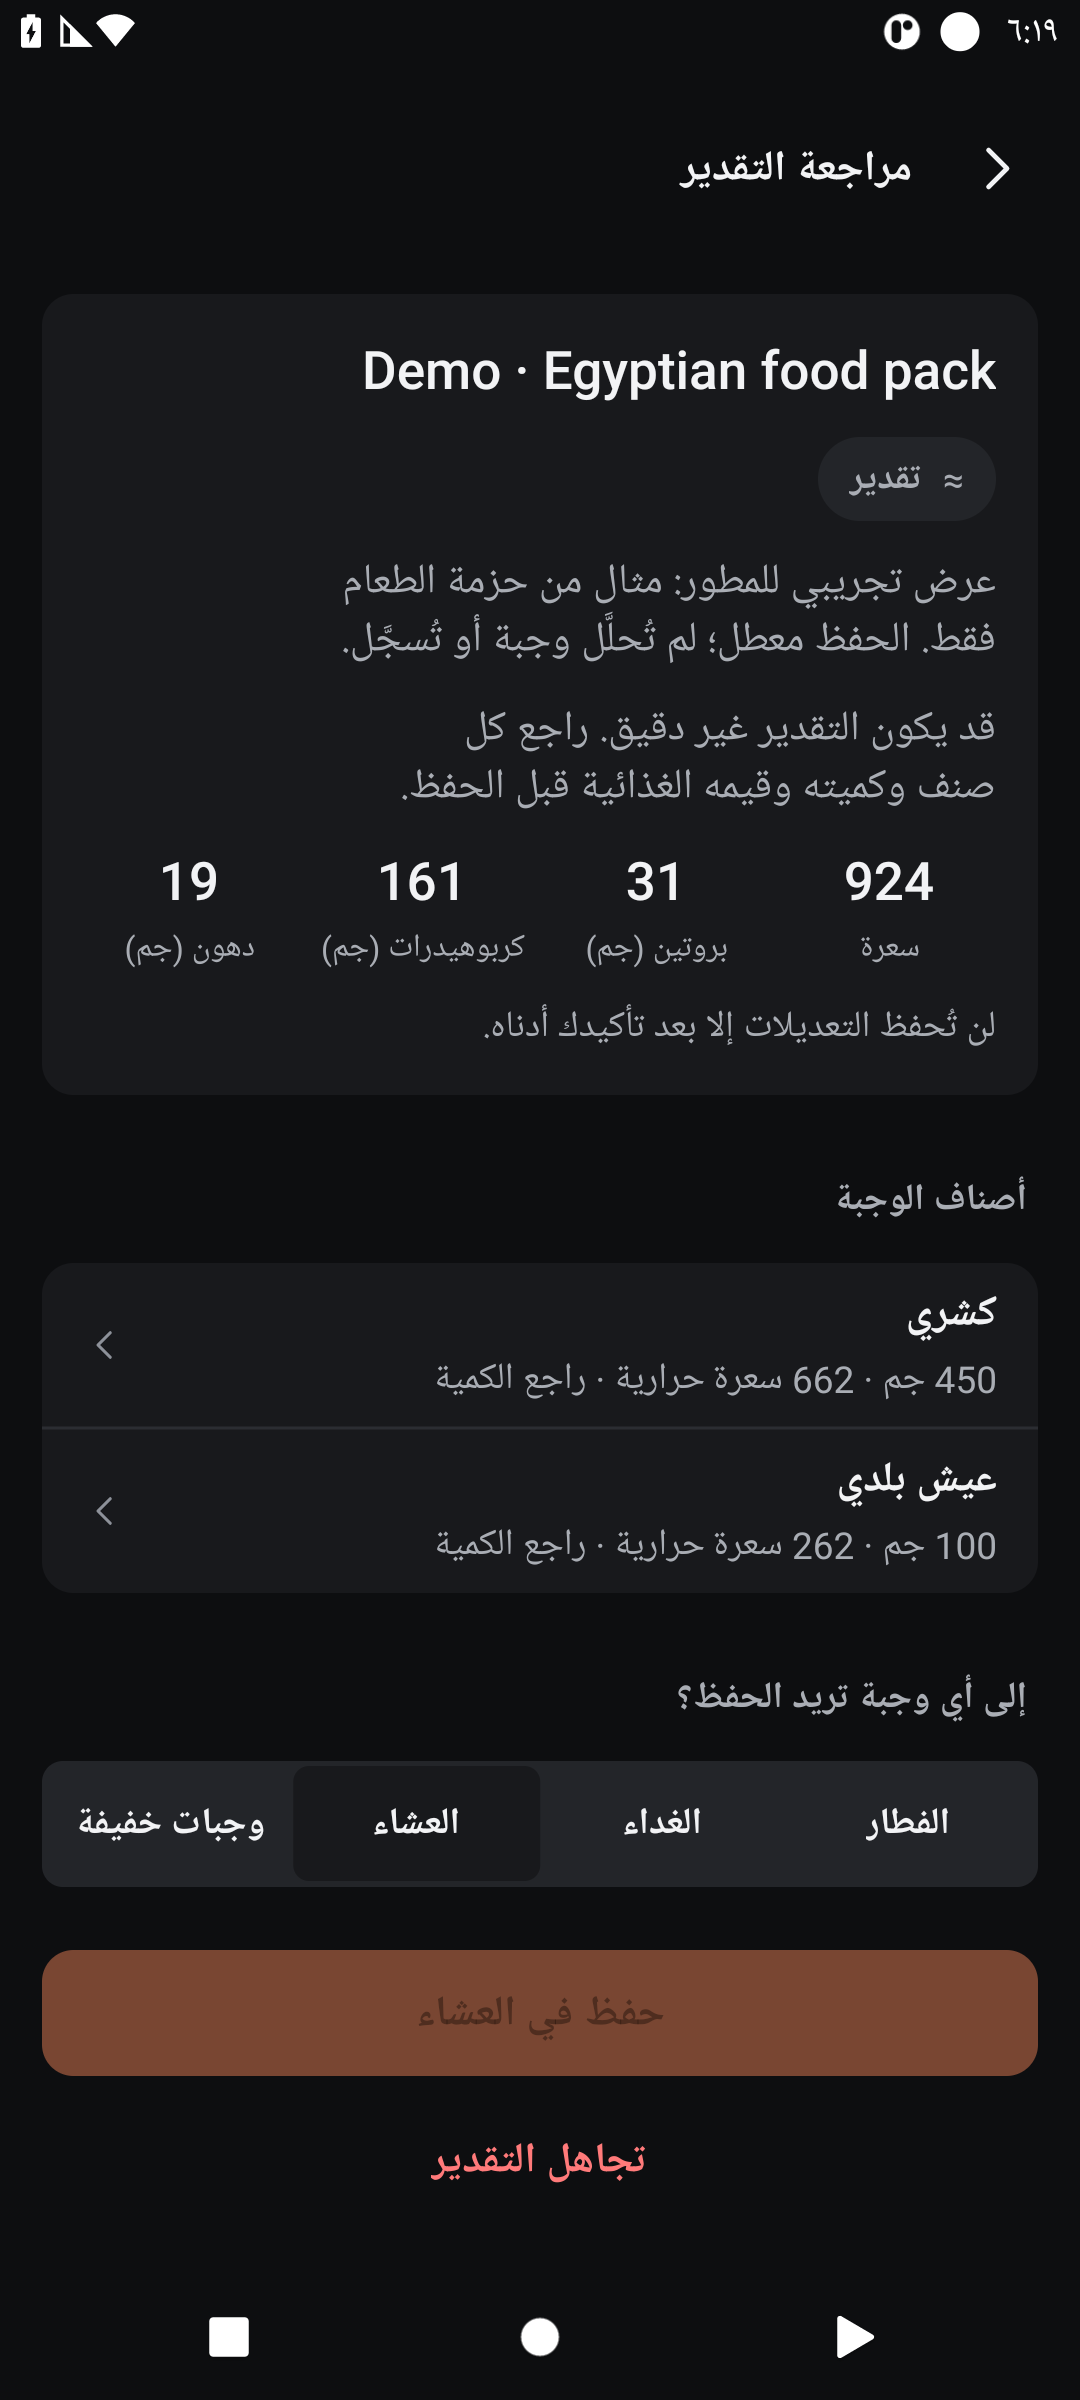 ٦:١٩
مراجعة التقدير
Demo · Egyptian food pack
≈ تقدير
عرض تجريبي للمطور: مثال من حزمة الطعام
فقط. الحفظ معطل؛ لم تُحلَّل وجبة أو تُسجَّل.
قد يكون التقدير غير دقيق. راجع كل
صنف وكميته وقيمه الغذائية قبل الحفظ.
924 31 161 19
سعرة بروتين (جم) كربوهيدرات (جم) دهون (جم)
لن تُحفظ التعديلات إلا بعد تأكيدك أدناه.
أصناف الوجبة
كشري
450 جم · 662 سعرة حرارية · راجع الكمية
عيش بلدي
100 جم · 262 سعرة حرارية · راجع الكمية
إلى أي وجبة تريد الحفظ؟
الفطار الغداء العشاء وجبات خفيفة
حفظ في العشاء
تجاهل التقدير